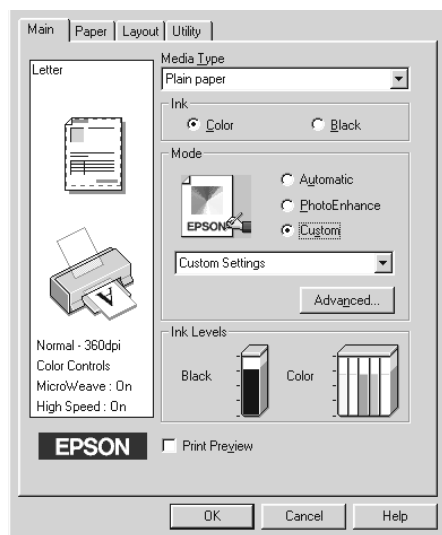 Main Paper Layout Utility
Letter
Media Type
Plain paper
Ink
Color Black
Mode
EPSON
Automatic
PhotoEnhance
Custom
Custom Settings
Advanced...
A
Normal - 360dpi
Color Controls
MicroWeave : On
High Speed : On
Ink Levels
Black Color
EPSON
Print Preview
OK Cancel Help